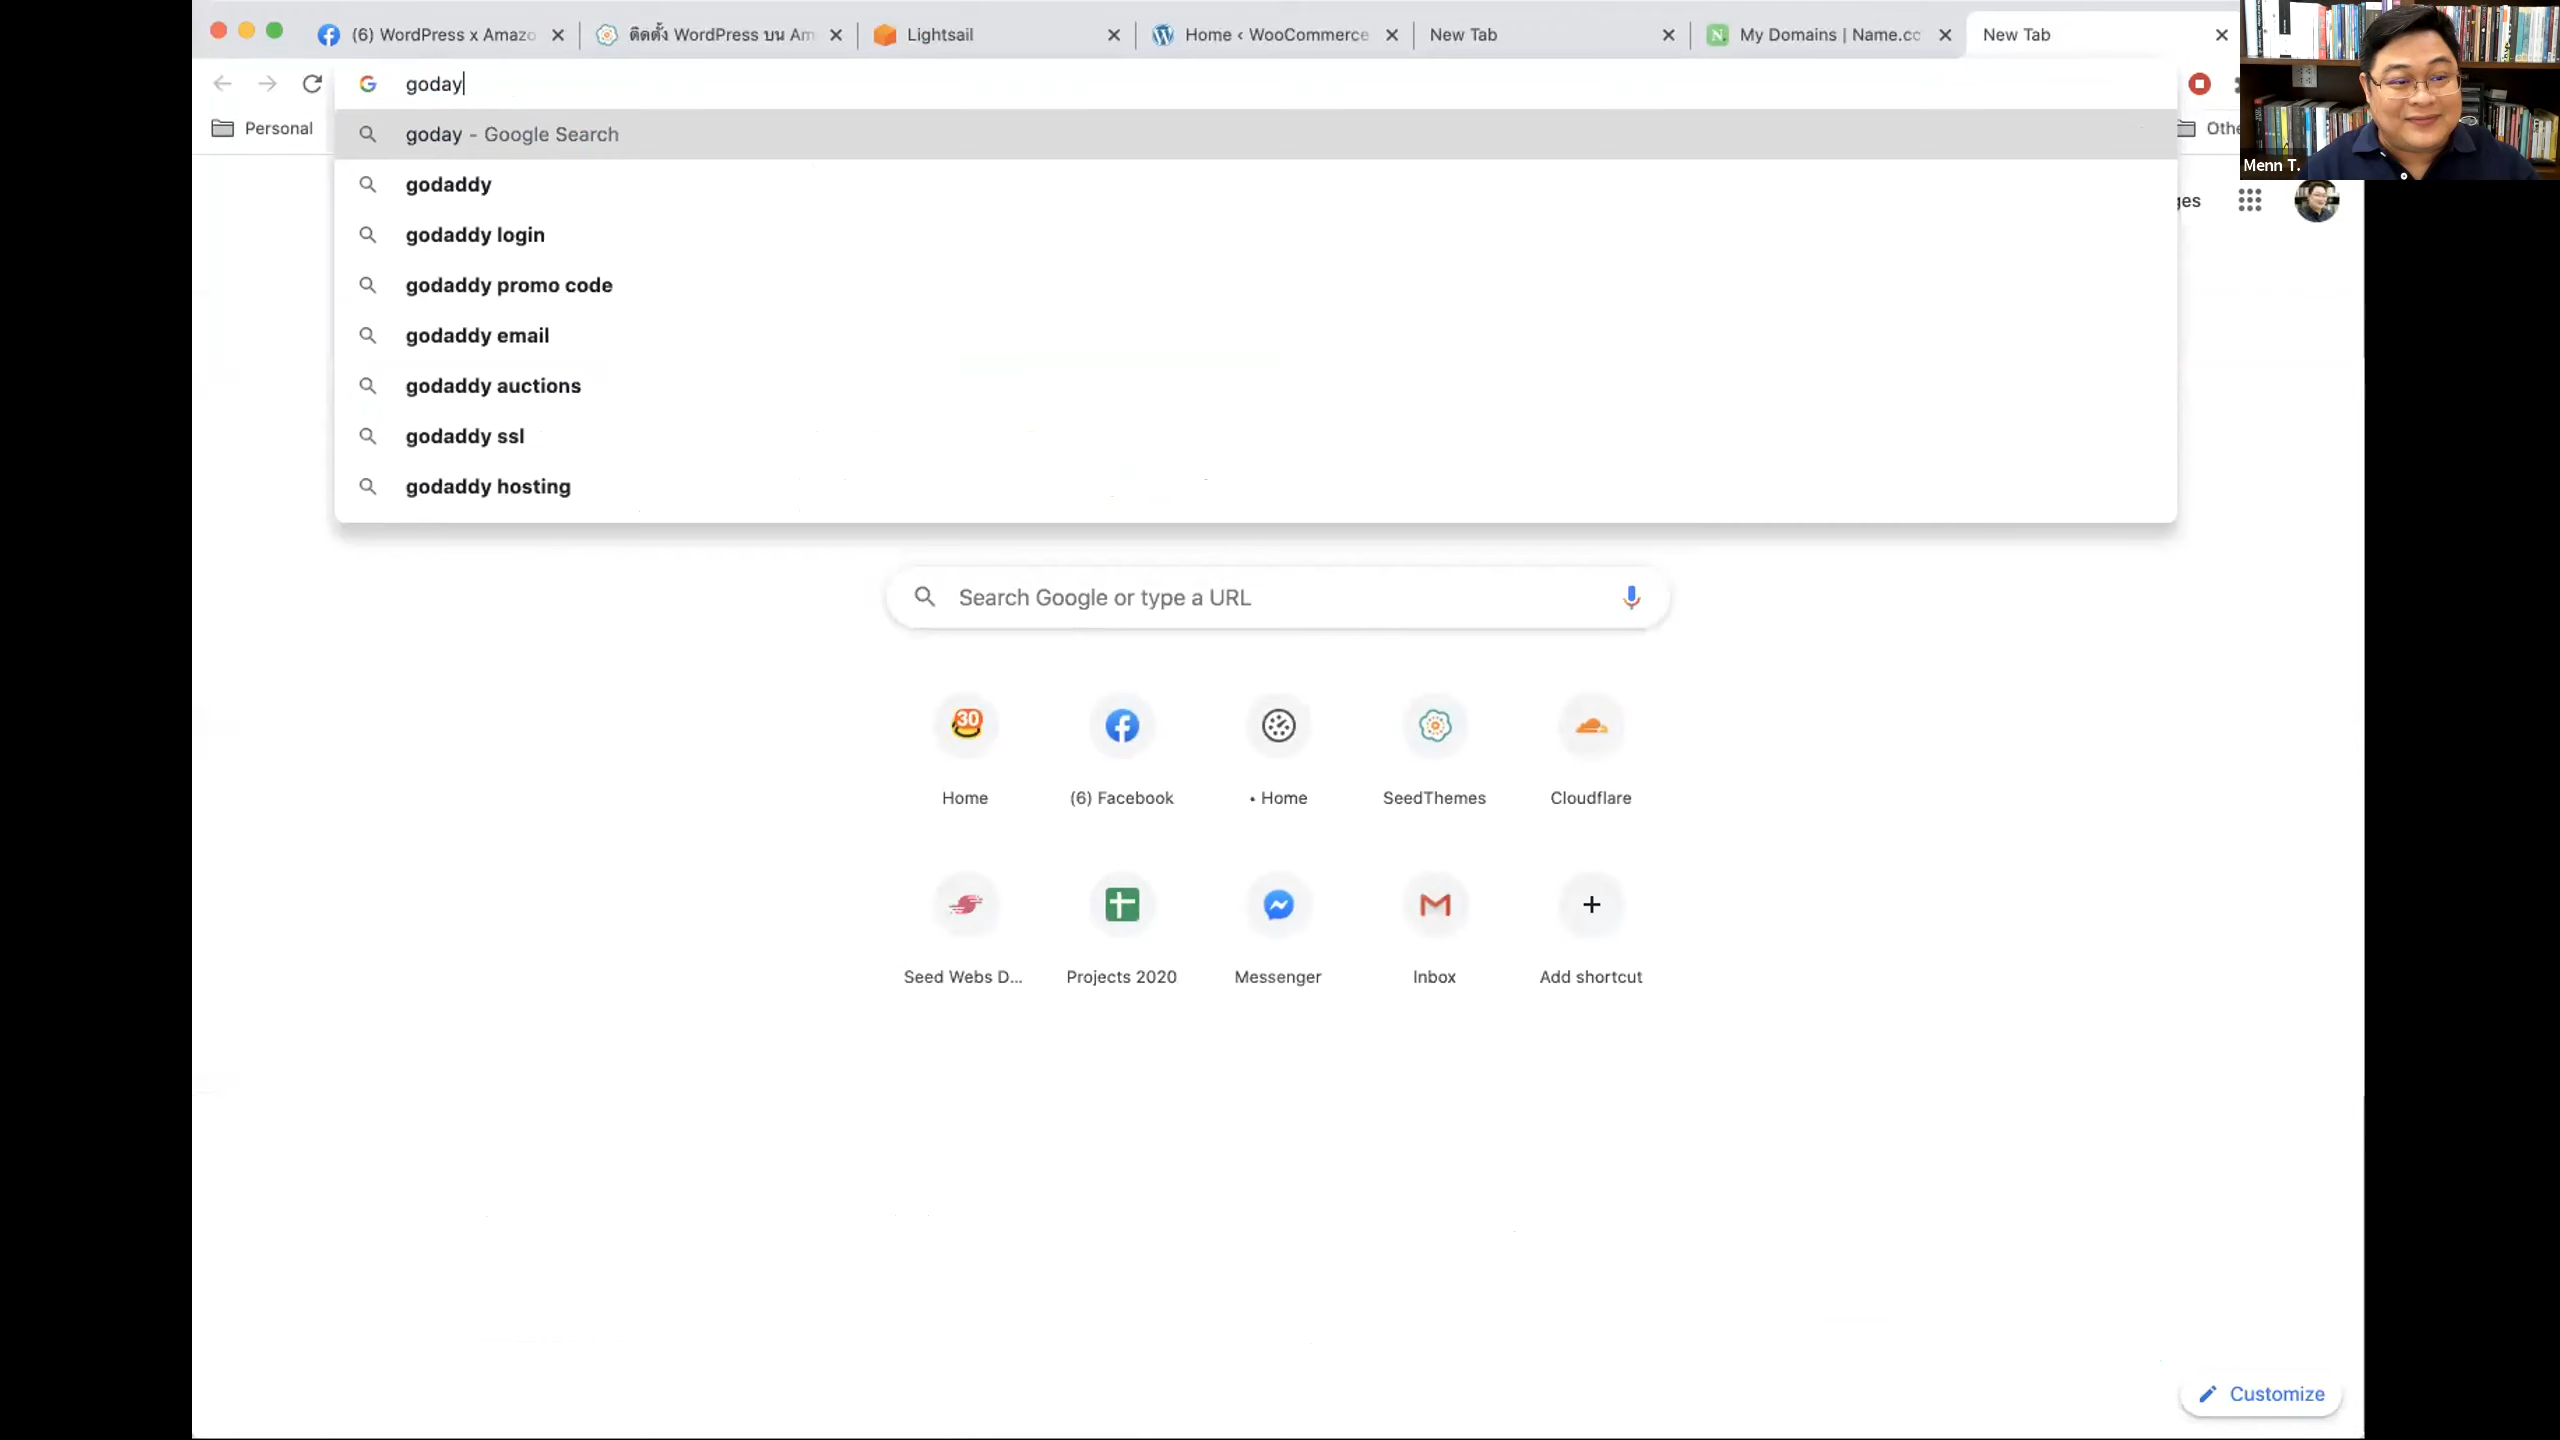 (6) WordPress x Amazo
ติดตั้ง WordPress บน Am
Lightsail
Home ‹ WooCommerce
New Tab
My Domains | Name.cc
New Tab
goday
Personal
Othe
goday - Google Search
Menn T.
godaddy
ges
godaddy login
godaddy promo code
godaddy email
godaddy auctions
godaddy ssl
godaddy hosting
Search Google or type a URL
30
Home
(6) Facebook
• Home
SeedThemes
Cloudflare
Seed Webs D...
Projects 2020
Messenger
Inbox
Add shortcut
Customize